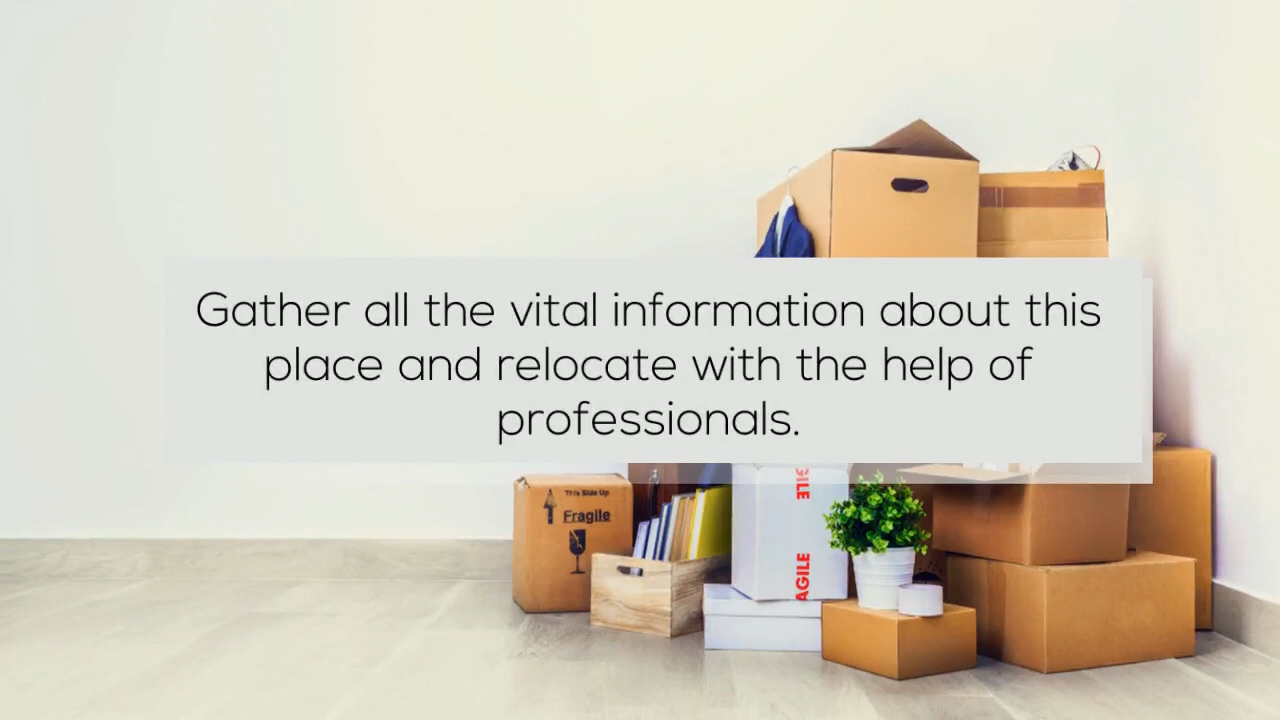 Gather all the vital information about this
place and relocate with the help of
professionals.
This Side Up
Fragile
AGILE